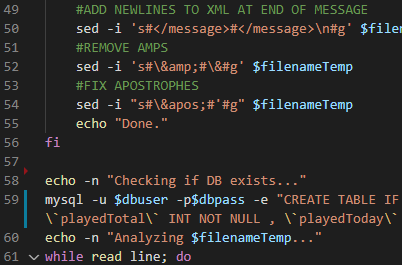 49 #ADD NEWLINES TO XML AT END OF MESSAGE
50 sed -i 's#</message>#</message>\n#g' $filen
51 #REMOVE AMPS
52 sed -i 's#\&amp;#\&#g' $filenameTemp
53 #FIX APOSTROPHES
54 sed -i "s#\&apos;#'#g" $filenameTemp
55 echo "Done."
56 fi
57
58 echo -n "Checking if DB exists..."
59 mysql -u $dbuser -p$dbpass -e "CREATE TABLE IF
\`playedTotal\` INT NOT NULL , \`playedToday\`
60 echo -n "Analyzing $filenameTemp..."
61 while read line; do